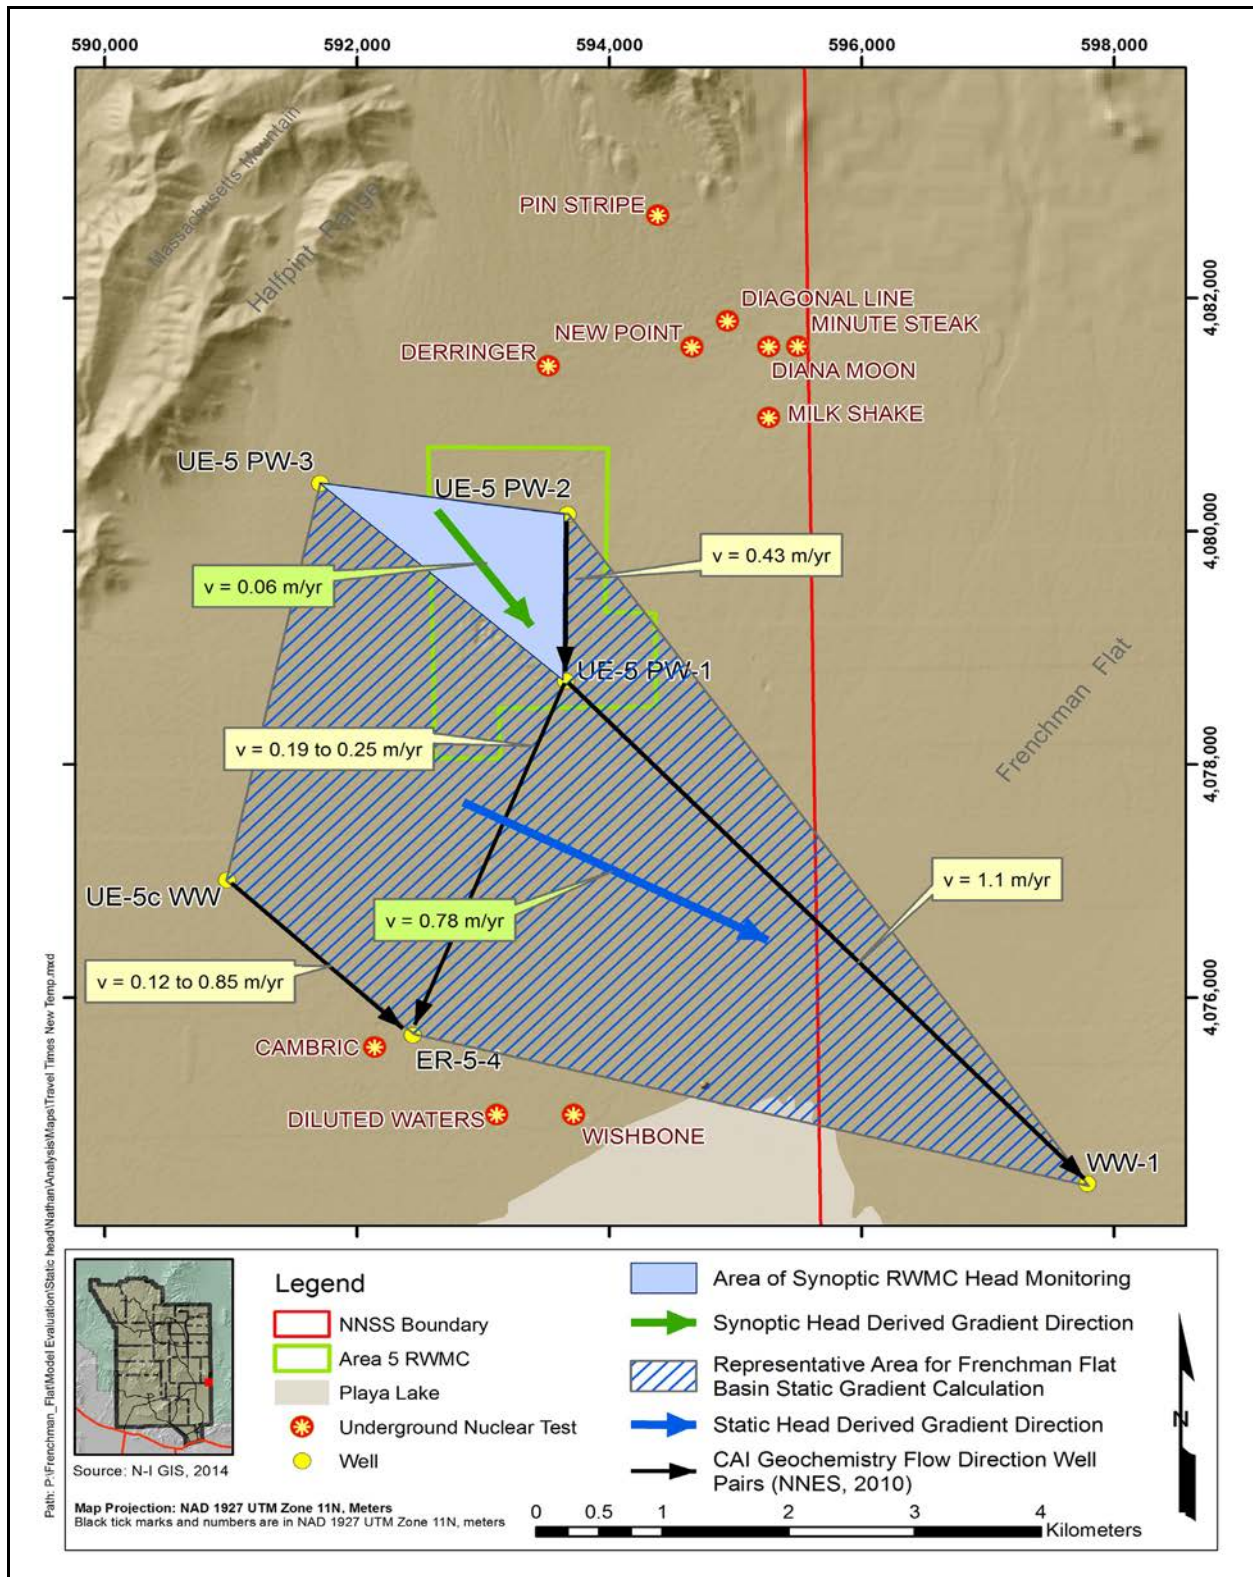 590,000
592,000
594,000
596,000
598,000
Massachusetts Mountain
Halfpint Range
PIN STRIPE
4,082,000
DIAGONAL LINE
NEW POINT
MINUTE STEAK
DERRINGER
DIANA MOON
MILK SHAKE
UE-5 PW-3
UE-5 PW-2
4,080,000
v = 0.43 m/yr
v = 0.06 m/yr
UE-5 PW-1
Frenchman Flat
v = 0.19 to 0.25 m/yr
4,078,000
UE-5c WW
v = 1.1 m/yr
v = 0.78 m/yr
v = 0.12 to 0.85 m/yr
4,076,000
CAMBRIC
ER-5-4
DILUTED WATERS
WISHBONE
WW-1
Path: P:\Frenchman_Flat\Model Evaluation\Static head\Nathan\Analysis\Maps\Travel Times New Temp.mxd
Legend
NNSS Boundary
Area 5 RWMC
Playa Lake
Underground Nuclear Test
Well
Area of Synoptic RWMC Head Monitoring
Synoptic Head Derived Gradient Direction
Representative Area for Frenchman Flat
Basin Static Gradient Calculation
Static Head Derived Gradient Direction
CAI Geochemistry Flow Direction Well
Pairs (NNES, 2010)
N
Source: N-I GIS, 2014
Map Projection: NAD 1927 UTM Zone 11N, Meters
Black tick marks and numbers are in NAD 1927 UTM Zone 11N, meters
0 0.5 1 2 3 4
Kilometers